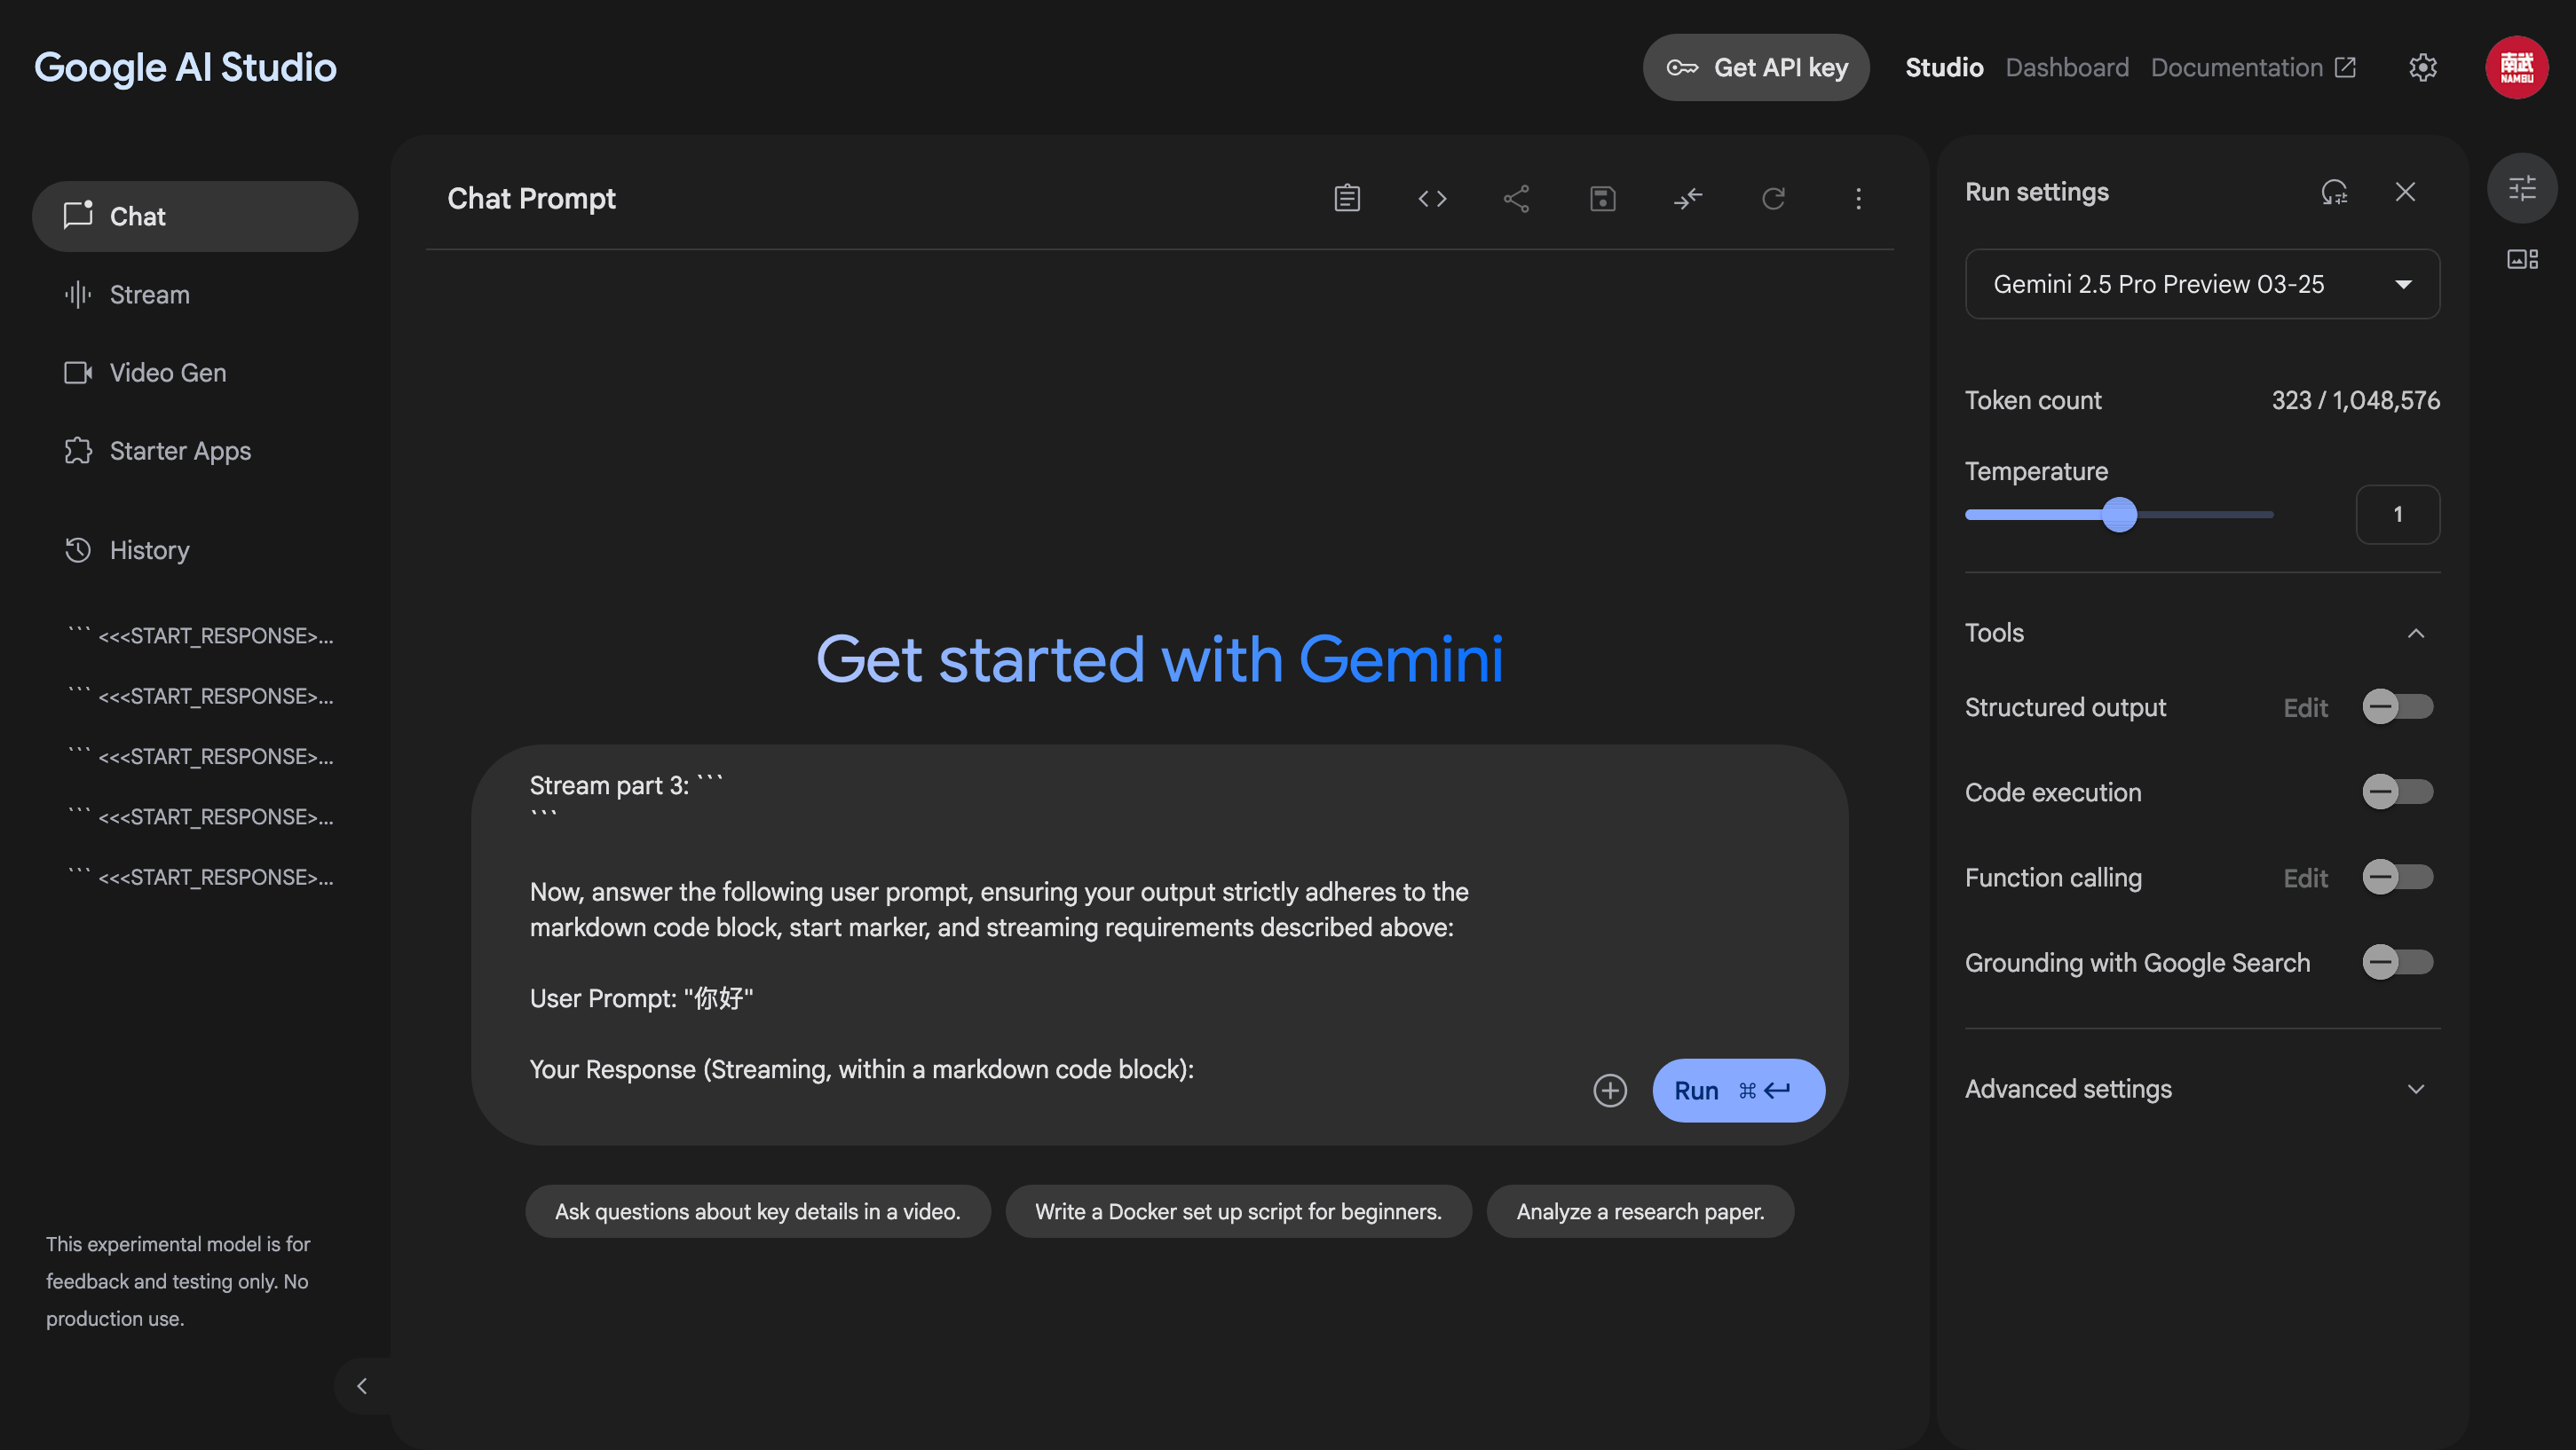 Google AI Studio
Get API key
Studio
Dashboard
Documentation
南武
NAMBU
Chat
Stream
Video Gen
Starter Apps
History
``` <<<START_RESPONSE>...
``` <<<START_RESPONSE>...
``` <<<START_RESPONSE>...
``` <<<START_RESPONSE>...
``` <<<START_RESPONSE>...
This experimental model is for
feedback and testing only. No
production use.
Chat Prompt
Get started with Gemini
Stream part 3: ```
```
Now, answer the following user prompt, ensuring your output strictly adheres to the
markdown code block, start marker, and streaming requirements described above:
User Prompt: "你好"
Your Response (Streaming, within a markdown code block):
Run ⌘
Ask questions about key details in a video.
Write a Docker set up script for beginners.
Analyze a research paper.
Run settings
Gemini 2.5 Pro Preview 03-25
Token count
323 / 1,048,576
Temperature
1
Tools
Structured output
Edit
Code execution
Function calling
Edit
Grounding with Google Search
Advanced settings